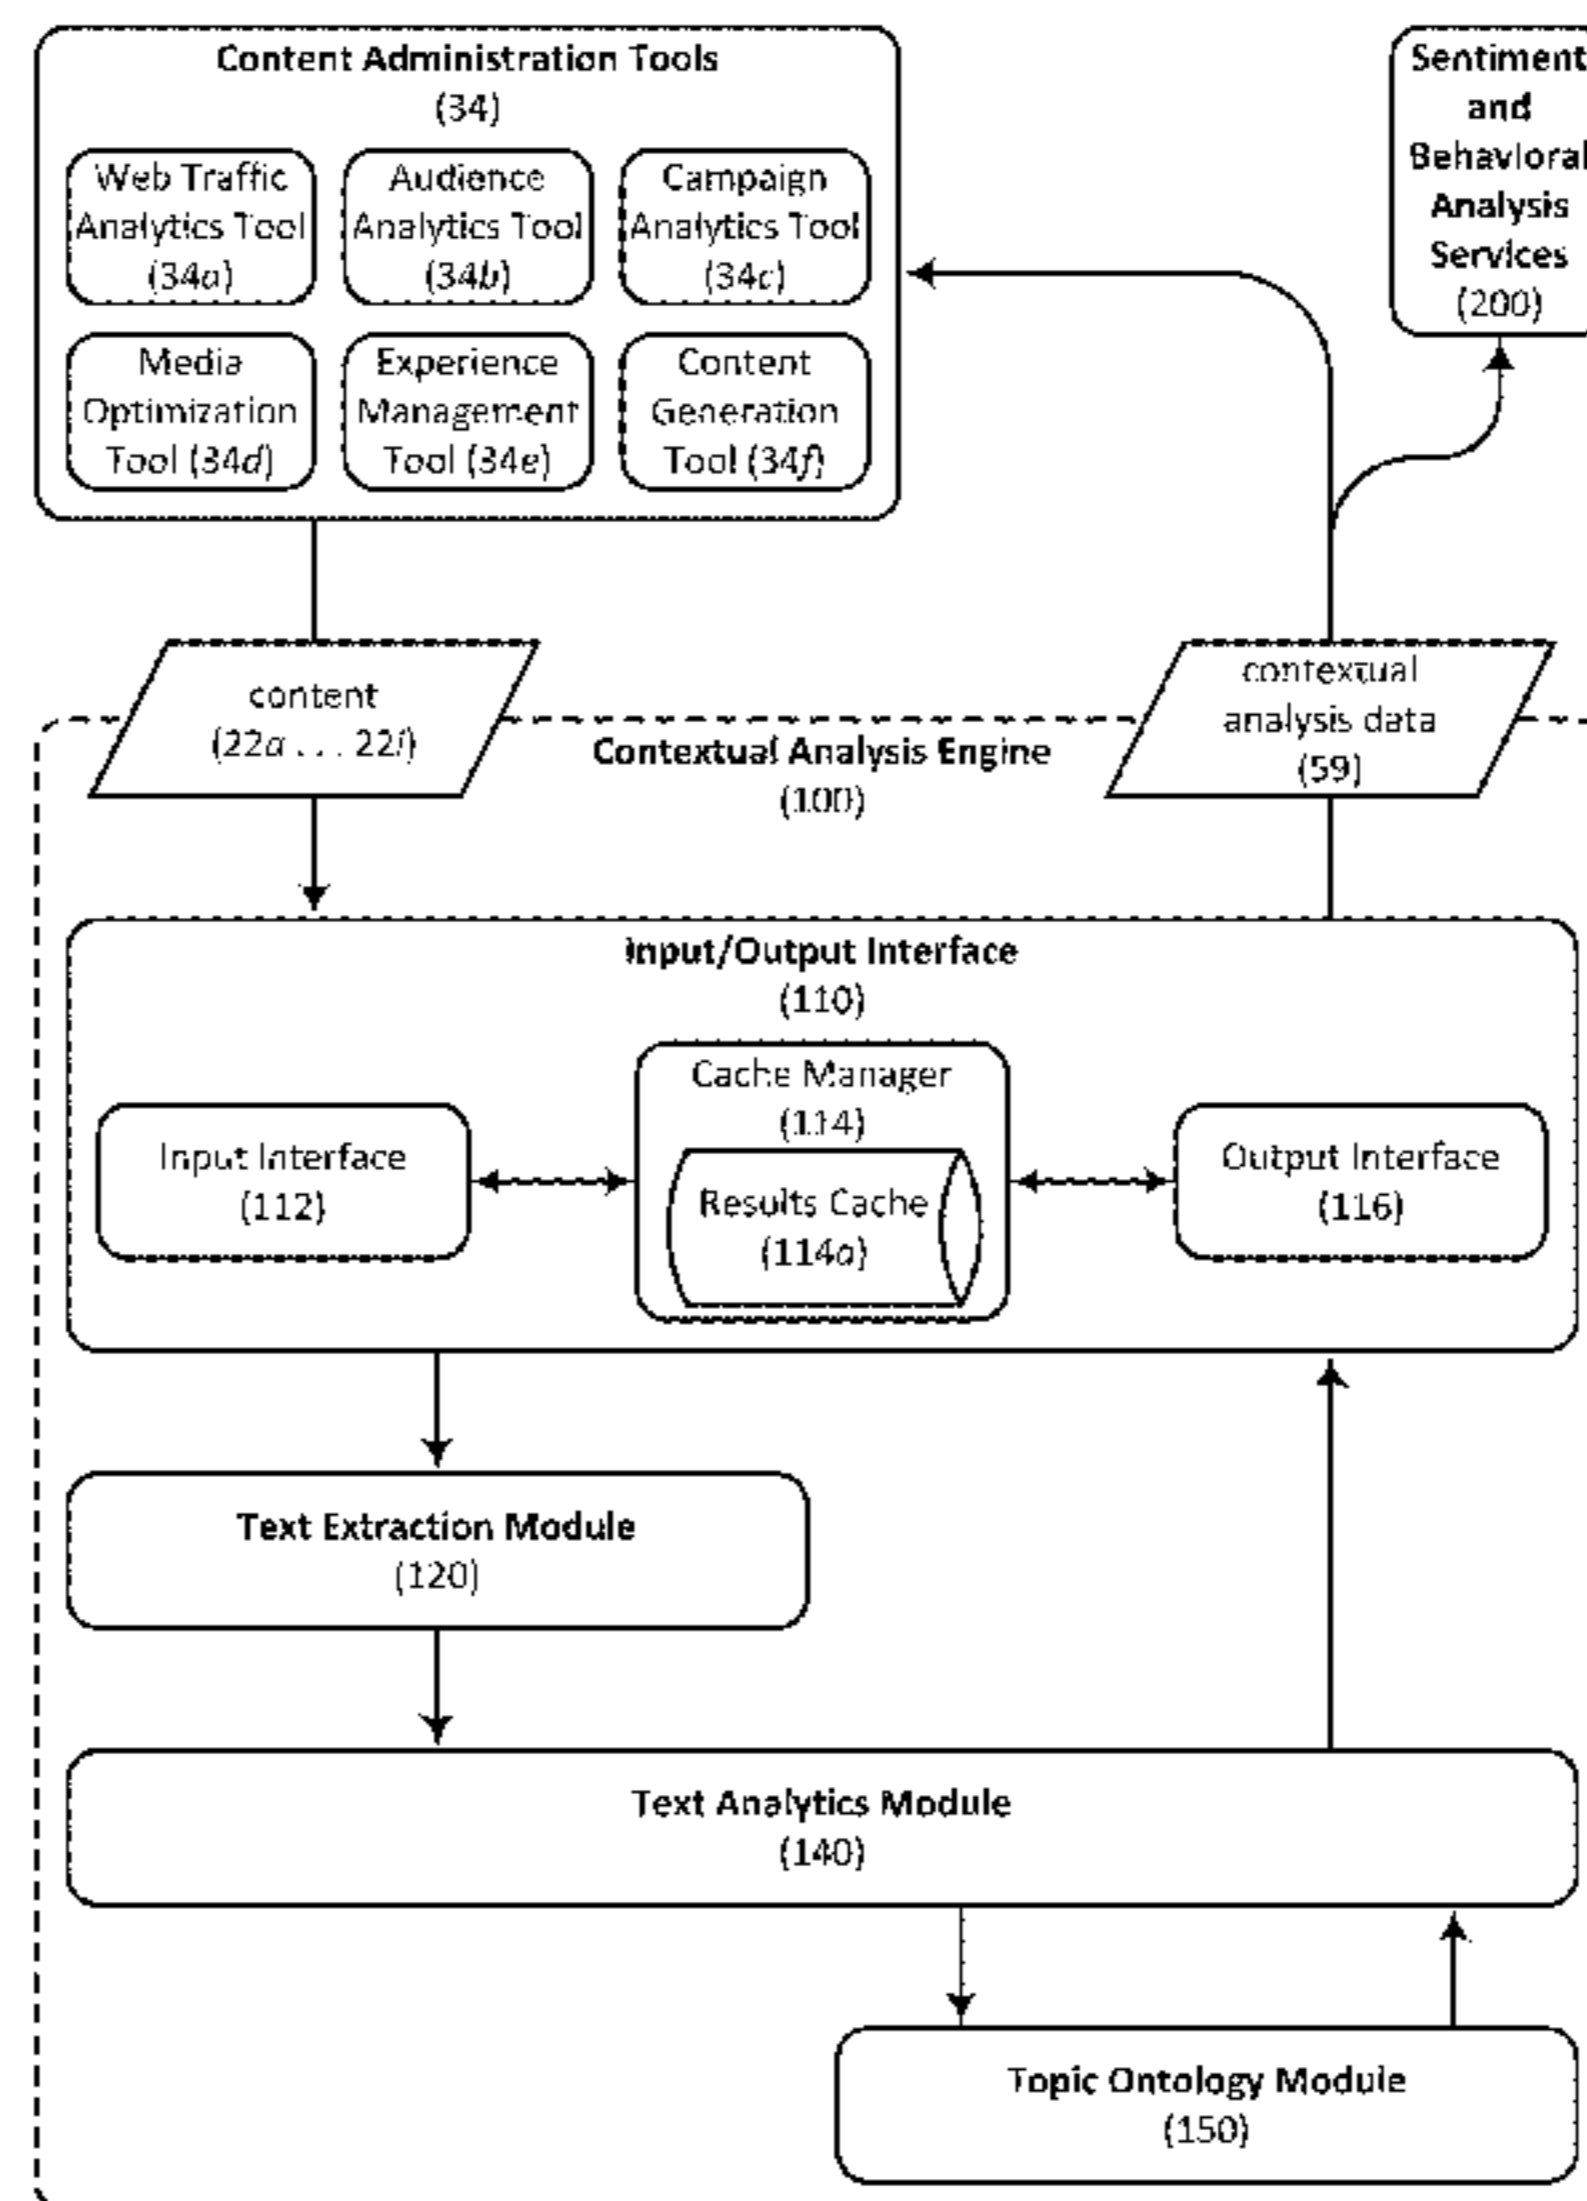 Content Administration Tools
(34)
Web Traffic
Analytics Tool
(34a)
Audience
Analytics Tool
(34b)
Campaign
Analytics Tool
(34c)
Media
Optimization
Tool (34d)
Experience
Management
Tool (34e)
Content
Generation
Tool (34f)
Sentiment
and
Behavioral
Analysis
Services
(200)
content
(22a . . . 22i)
contextual
analysis data
(59)
Contextual Analysis Engine
(100)
Input/Output Interface
(110)
Input Interface
(112)
Cache Manager
(114)
Results Cache
(114a)
Output Interface
(116)
Text Extraction Module
(120)
Text Analytics Module
(140)
Topic Ontology Module
(150)